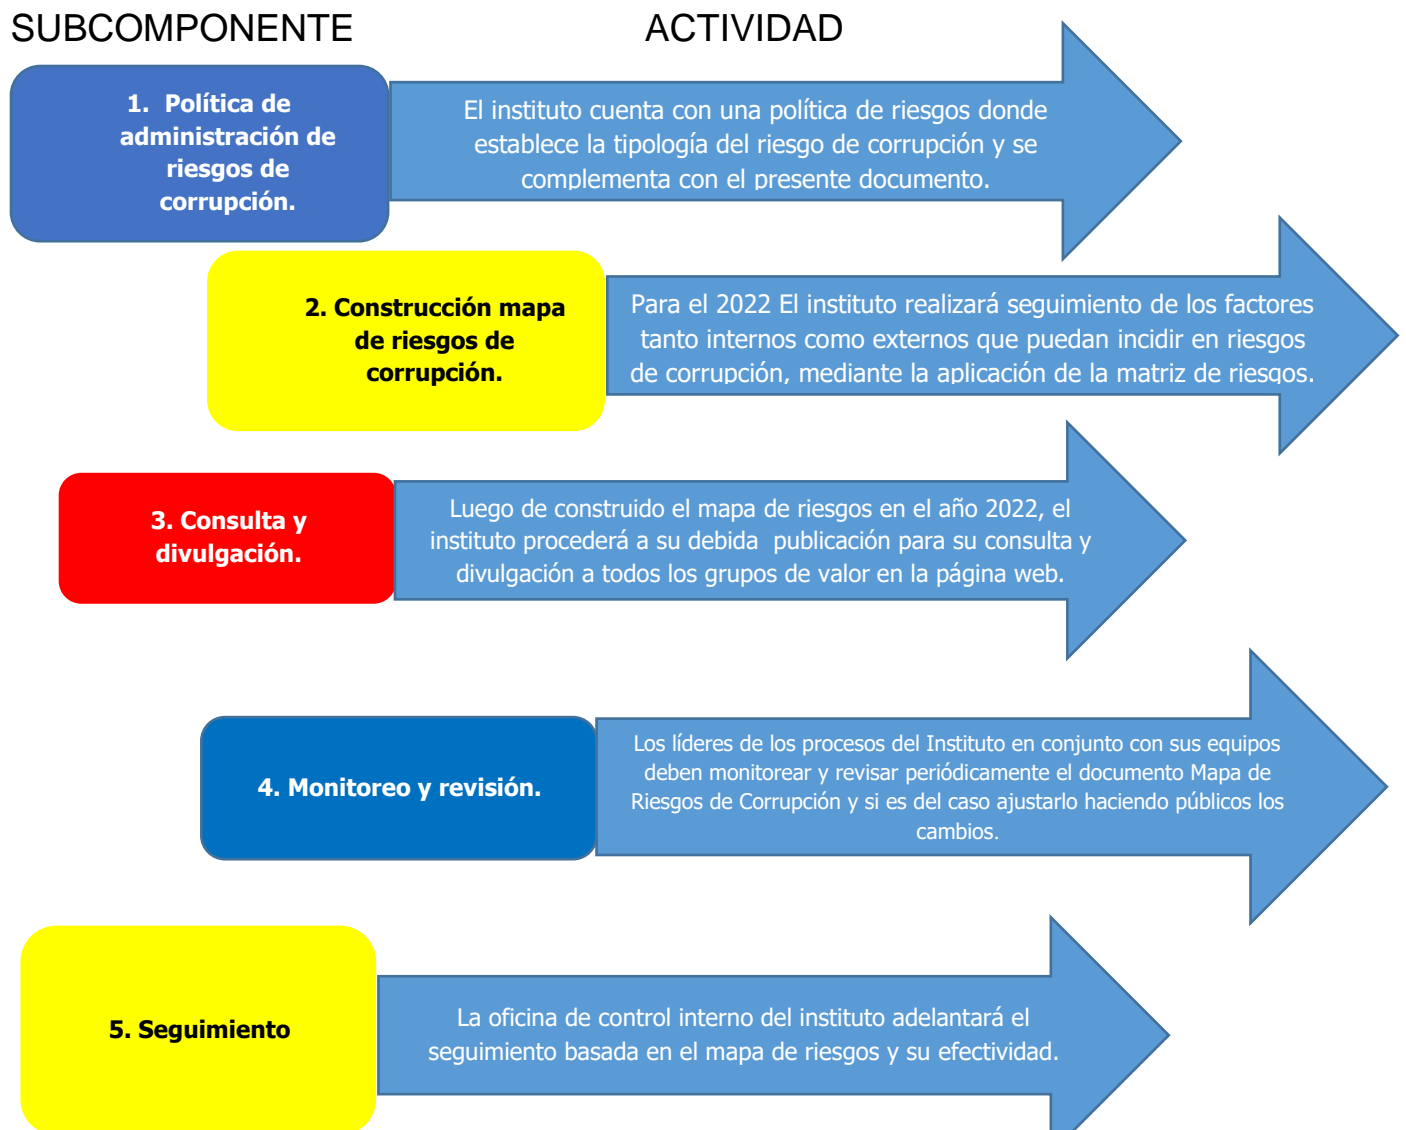 SUBCOMPONENTE
ACTIVIDAD
1. Política de
administración de
riesgos de
corrupción.
El instituto cuenta con una política de riesgos donde
establece la tipología del riesgo de corrupción y se
complementa con el presente documento.
2. Construcción mapa
de riesgos de
corrupción.
Para el 2022 El instituto realizará seguimiento de los factores
tanto internos como externos que puedan incidir en riesgos
de corrupción, mediante la aplicación de la matriz de riesgos.
3. Consulta y
divulgación.
Luego de construido el mapa de riesgos en el año 2022, el
instituto procederá a su debida  publicación para su consulta y
divulgación a todos los grupos de valor en la página web.
4. Monitoreo y revisión.
Los líderes de los procesos del Instituto en conjunto con sus equipos
deben monitorear y revisar periódicamente el documento Mapa de
Riesgos de Corrupción y si es del caso ajustarlo haciendo públicos los
cambios.
5. Seguimiento
La oficina de control interno del instituto adelantará el
seguimiento basada en el mapa de riesgos y su efectividad.